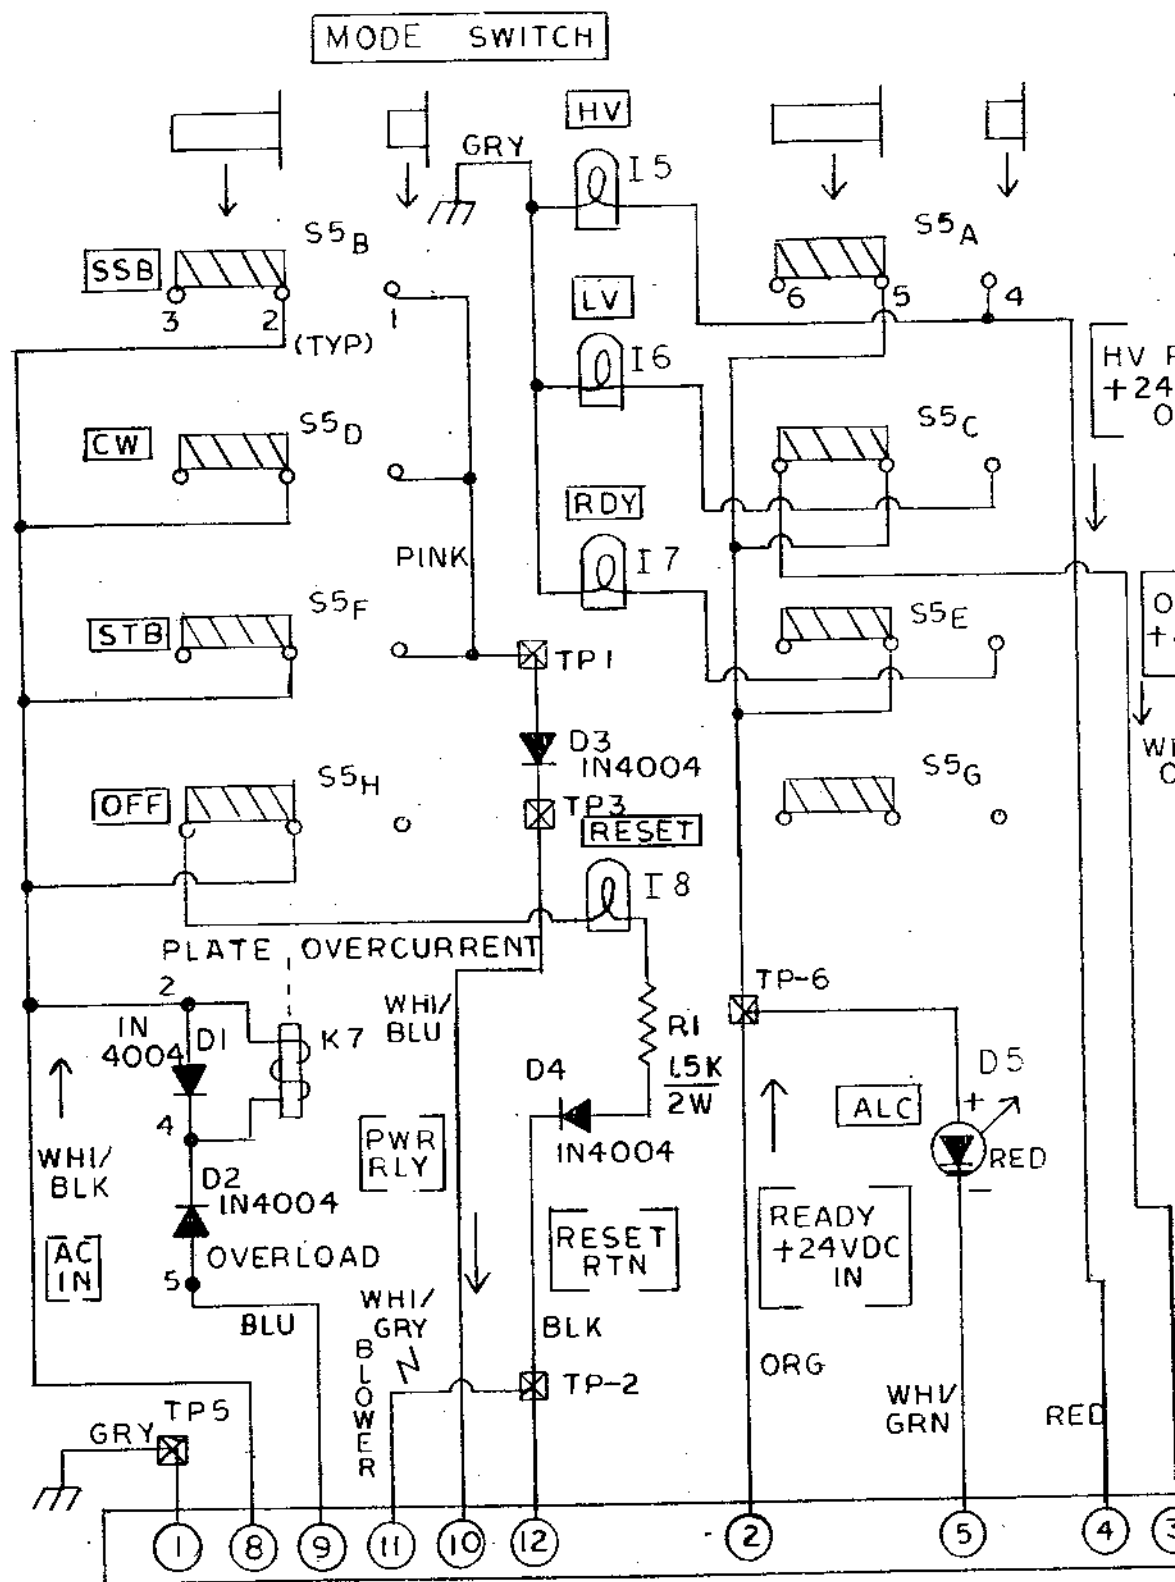 MODE SWITCH
HV
GRY
I5
S5B
S5A
SSB
3 2 1
6 5 4
(TYP)
LV
I6
HV
+24
CW
S5D
S5C
RDY
PINK
I7
STB
S5F
S5E
TP1
D3
1N4004
OFF
S5H
S5G
TP3
RESET
I8
PLATE OVERCURRENT
2
WHI/
BLU
TP-6
IN
4004
D1
K7
R1
1.5K
2W
D4
1N4004
D5
+
ALC
RED
-
4
WHI/
BLK
PWR
RLY
D2
1N4004
OVERLOAD
5
AC
IN
RESET
RTN
READY
+24VDC
IN
BLU
WHI/
GRY
BLOWER
BLK
TP-2
ORG
WHI/
GRN
RED
TP5
GRY
1 8 9 11 10 12 2 5 4 3